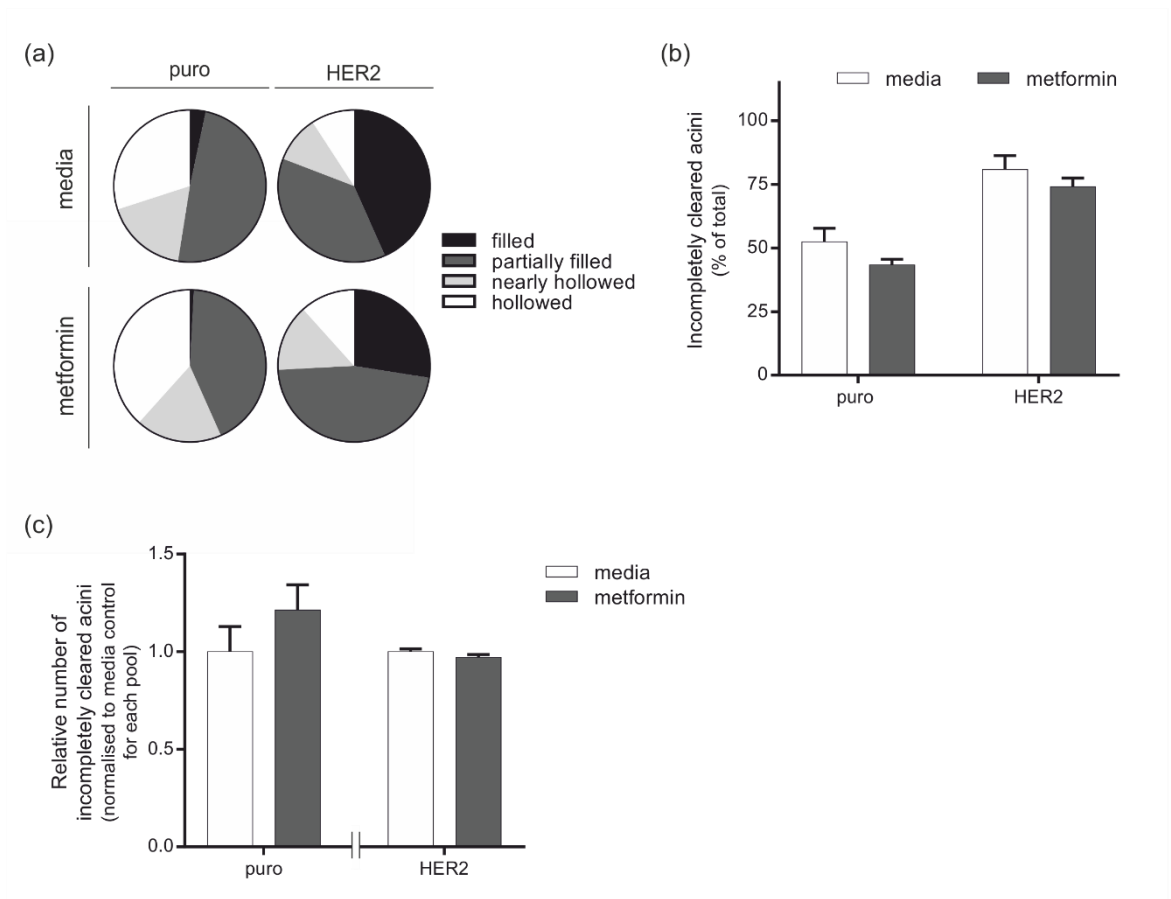 (a)
puro
HER2
media
metformin
filled
partially filled
nearly hollowed
hollowed
(b)
media
metformin
Incompletely cleared acini
(% of total)
100
75
50
25
0
puro
HER2
(c)
Relative number of
incompletely cleared acini
(normalised to media control
for each pool)
1.5
1.0
0.5
0.0
media
metformin
puro
HER2